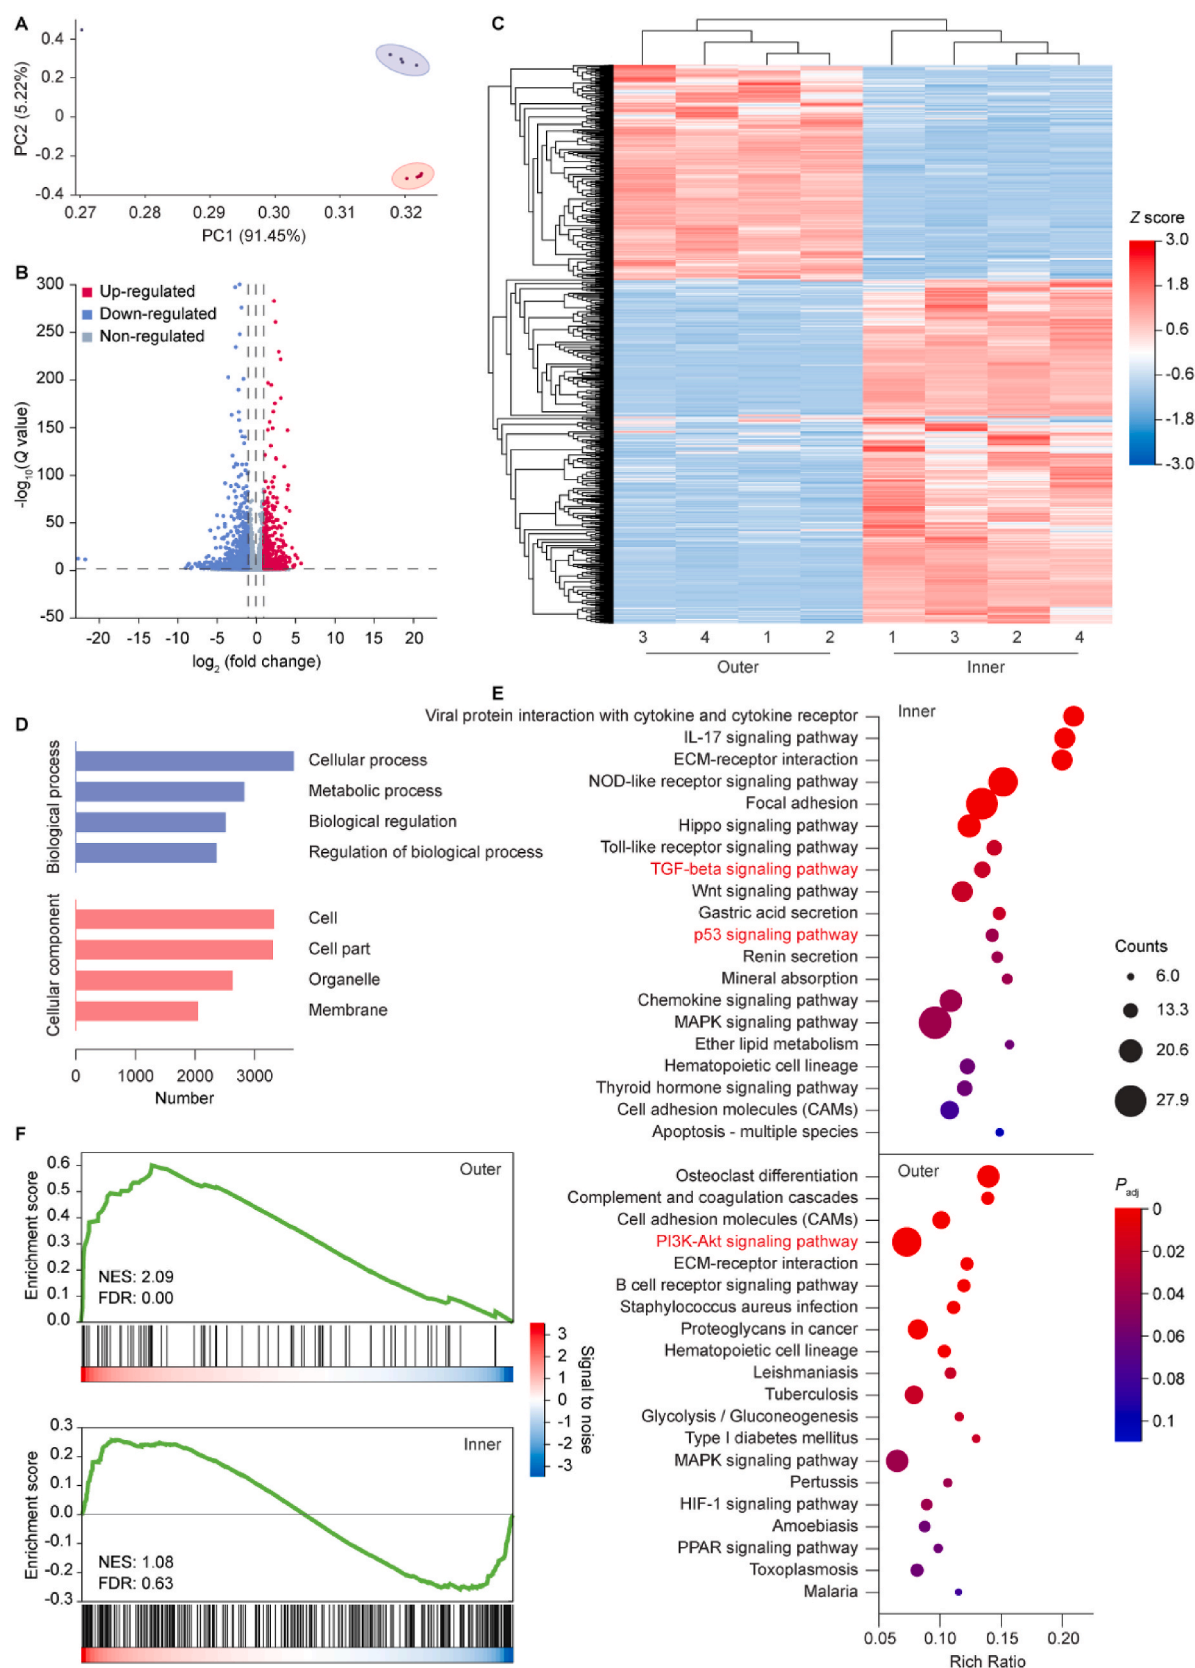 A
PC2 (5.22%)
0.4
0.2
0
-0.2
-0.4
0.27 0.28 0.29 0.30 0.31 0.32
PC1 (91.45%)
B
Up-regulated
Down-regulated
Non-regulated
-log10(Q value)
300
250
200
150
100
50
0
-50
-20 -15 -10 -5 0 5 10 15 20
log2 (fold change)
C
Z score
3.0
1.8
0.6
-0.6
-1.8
-3.0
3 4 1 2 1 3 2 4
Outer Inner
D
Biological process
Cellular process
Metabolic process
Biological regulation
Regulation of biological process
Cellular component
Cell
Cell part
Organelle
Membrane
0 1000 2000 3000
Number
E
Inner
Viral protein interaction with cytokine and cytokine receptor
IL-17 signaling pathway
ECM-receptor interaction
NOD-like receptor signaling pathway
Focal adhesion
Hippo signaling pathway
Toll-like receptor signaling pathway
TGF-beta signaling pathway
Wnt signaling pathway
Gastric acid secretion
p53 signaling pathway
Renin secretion
Mineral absorption
Chemokine signaling pathway
MAPK signaling pathway
Ether lipid metabolism
Hematopoietic cell lineage
Thyroid hormone signaling pathway
Cell adhesion molecules (CAMs)
Apoptosis - multiple species
Outer
Osteoclast differentiation
Complement and coagulation cascades
Cell adhesion molecules (CAMs)
PI3K-Akt signaling pathway
ECM-receptor interaction
B cell receptor signaling pathway
Staphylococcus aureus infection
Proteoglycans in cancer
Hematopoietic cell lineage
Leishmaniasis
Tuberculosis
Glycolysis / Gluconeogenesis
Type I diabetes mellitus
MAPK signaling pathway
Pertussis
HIF-1 signaling pathway
Amoebiasis
PPAR signaling pathway
Toxoplasmosis
Malaria
0.05 0.10 0.15 0.20
Rich Ratio
Counts
6.0
13.3
20.6
27.9
Padj
0
0.02
0.04
0.06
0.08
0.1
F
Enrichment score
0.6
0.5
0.4
0.3
0.2
0.1
0.0
Outer
NES: 2.09
FDR: 0.00
Signal to noise
3
2
1
0
-1
-2
-3
Enrichment score
0.3
0.2
0.1
0.0
-0.1
-0.2
-0.3
Inner
NES: 1.08
FDR: 0.63